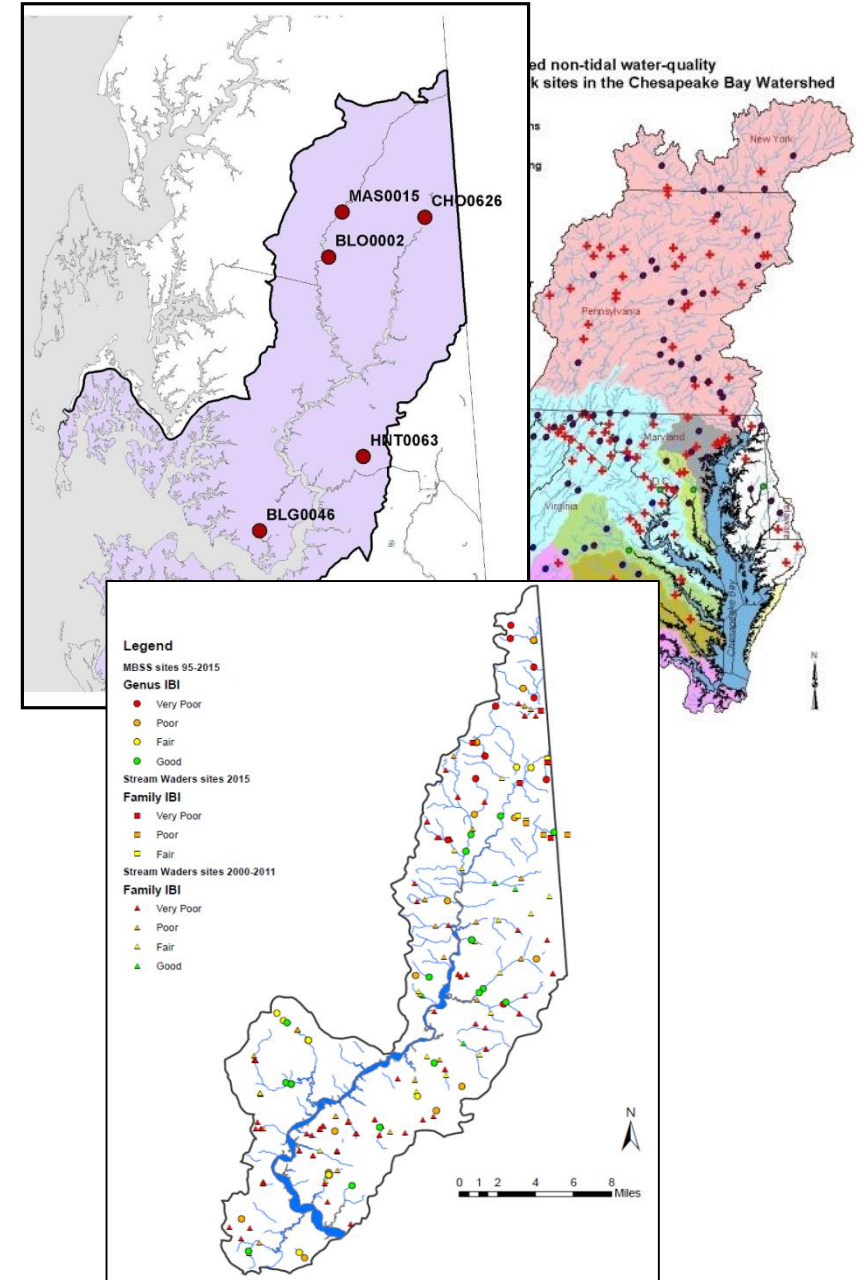 MAS0015
CHO0626
BLO0002
HNT0063
BLG0046
ed non-tidal water-quality
k sites in the Chesapeake Bay Watershed
ns
ng
New York
Pennsylvania
Maryland
D.C.
Virginia
Delaware
Chesapeake Bay
N
Legend
MBSS sites 95-2015
Genus IBI
Very Poor
Poor
Fair
Good
Stream Waders sites 2015
Family IBI
Very Poor
Poor
Fair
Stream Waders sites 2000-2011
Family IBI
Very Poor
Poor
Fair
Good
N
0 1 2 4 6 8
Miles